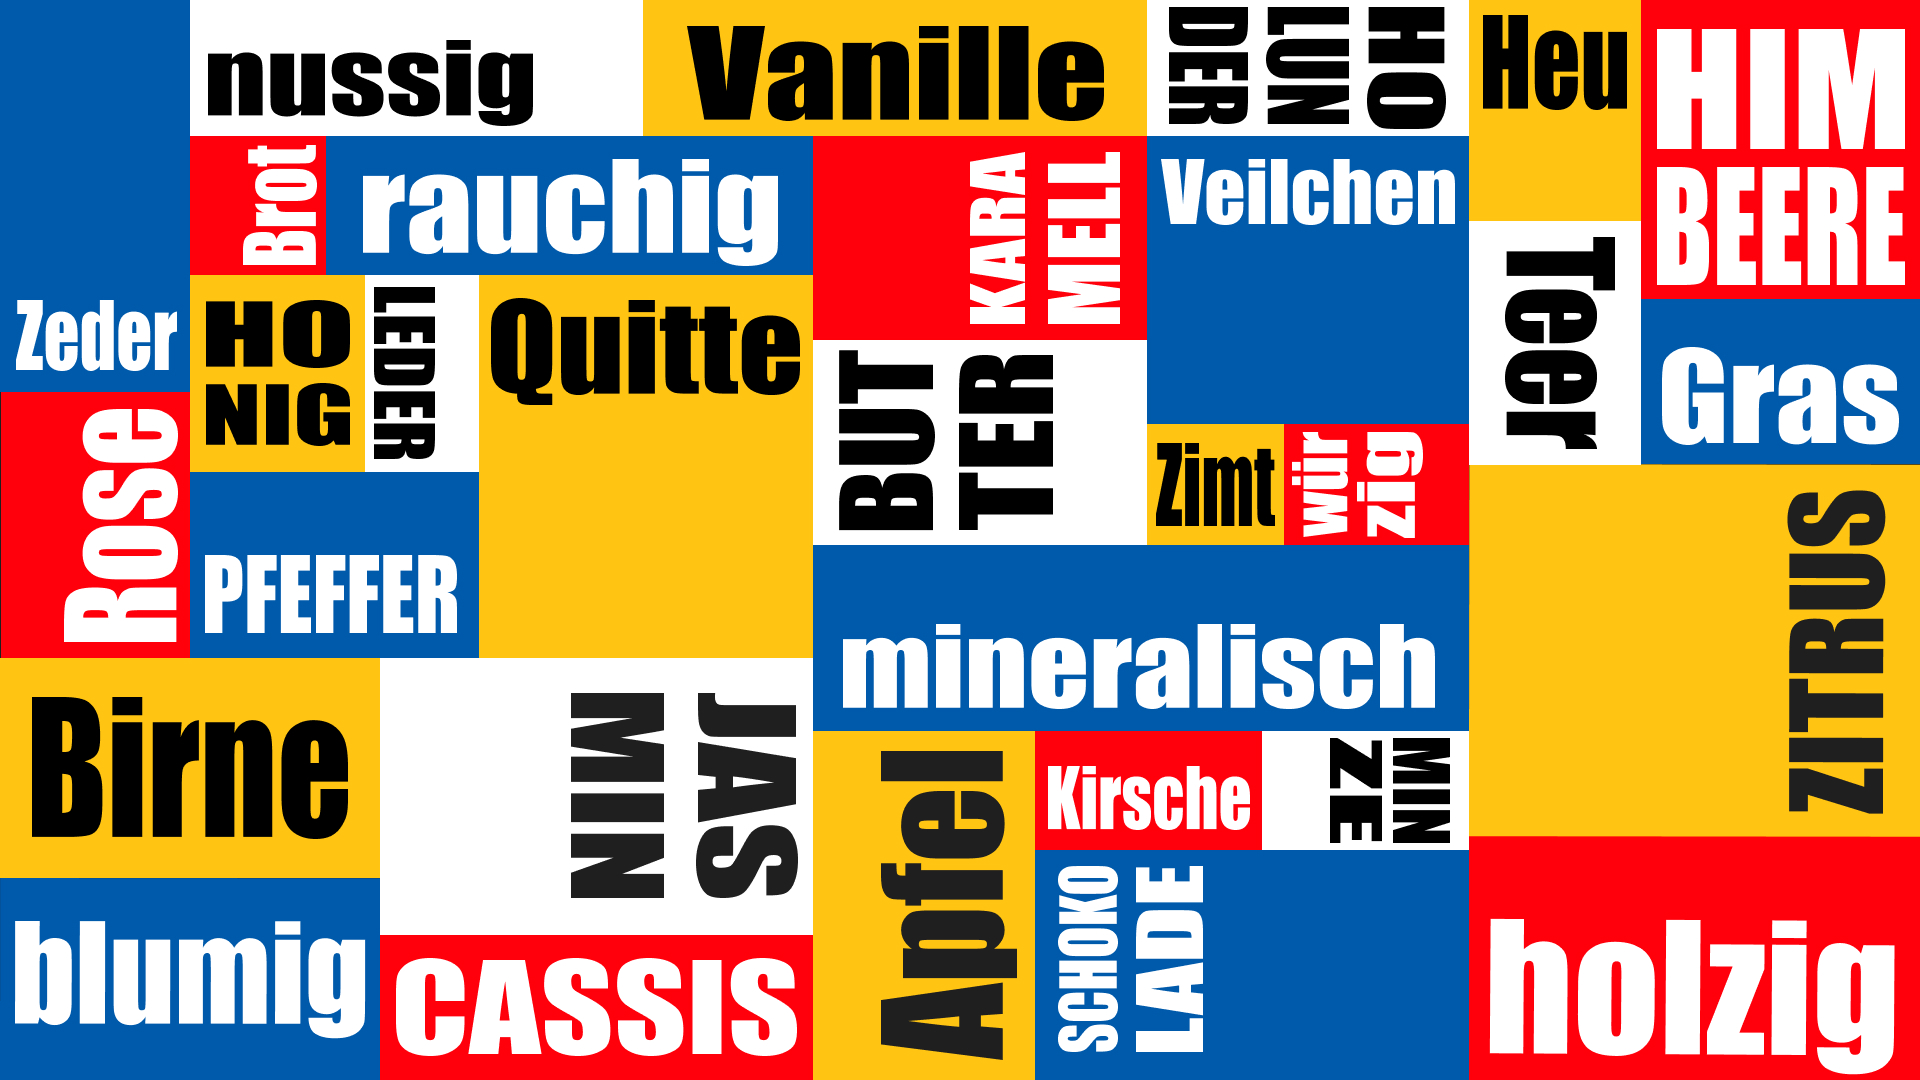 nussig
Vanille
HO
LUN
DER
Heu
HIM
BEERE
Brot
rauchig
KARA
MELL
Veilchen
Zeder
HO
NIG
LEDER
Quitte
BUT
TER
Teer
Gras
Rose
PFEFFER
Zimt
wür
zig
ZITRUS
mineralisch
Birne
JAS
MIN
Apfel
Kirsche
MIN
ZE
blumig
CASSIS
SCHOKO
LADE
holzig